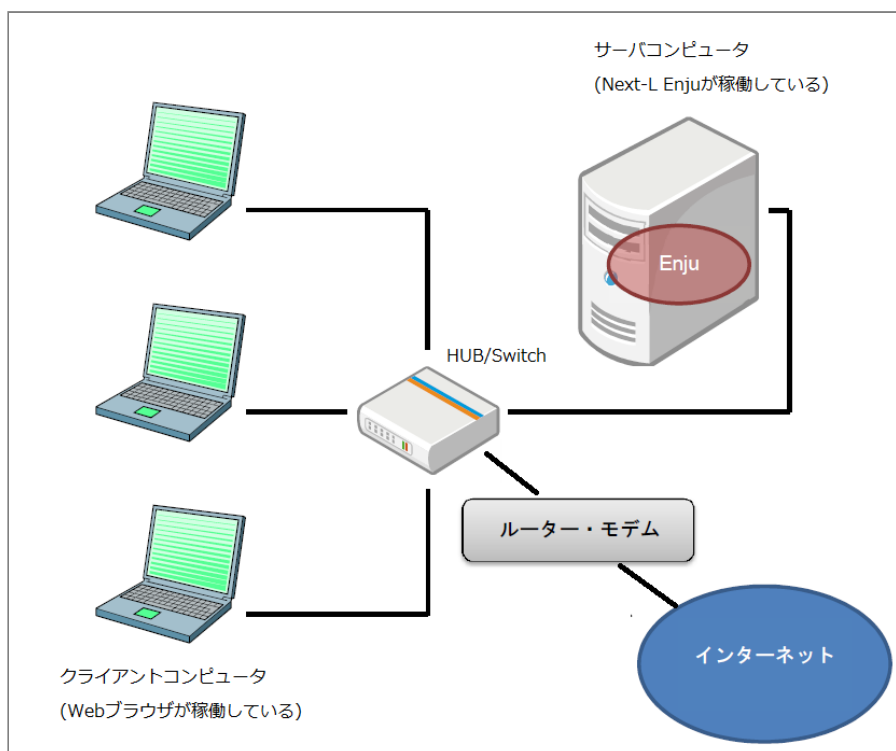 サーバコンピュータ
(Next-L Enjuが稼働している)
Enju
HUB/Switch
ルーター・モデム
インターネット
クライアントコンピュータ
(Webブラウザが稼働している)